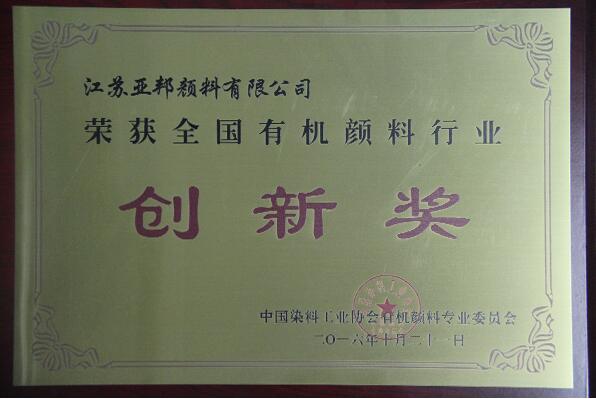 江苏亚邦颜料有限公司
荣获全国有机颜料行业
创新奖
中国染料工业协会有机颜料专业委员会
二〇一六年十月二十一日